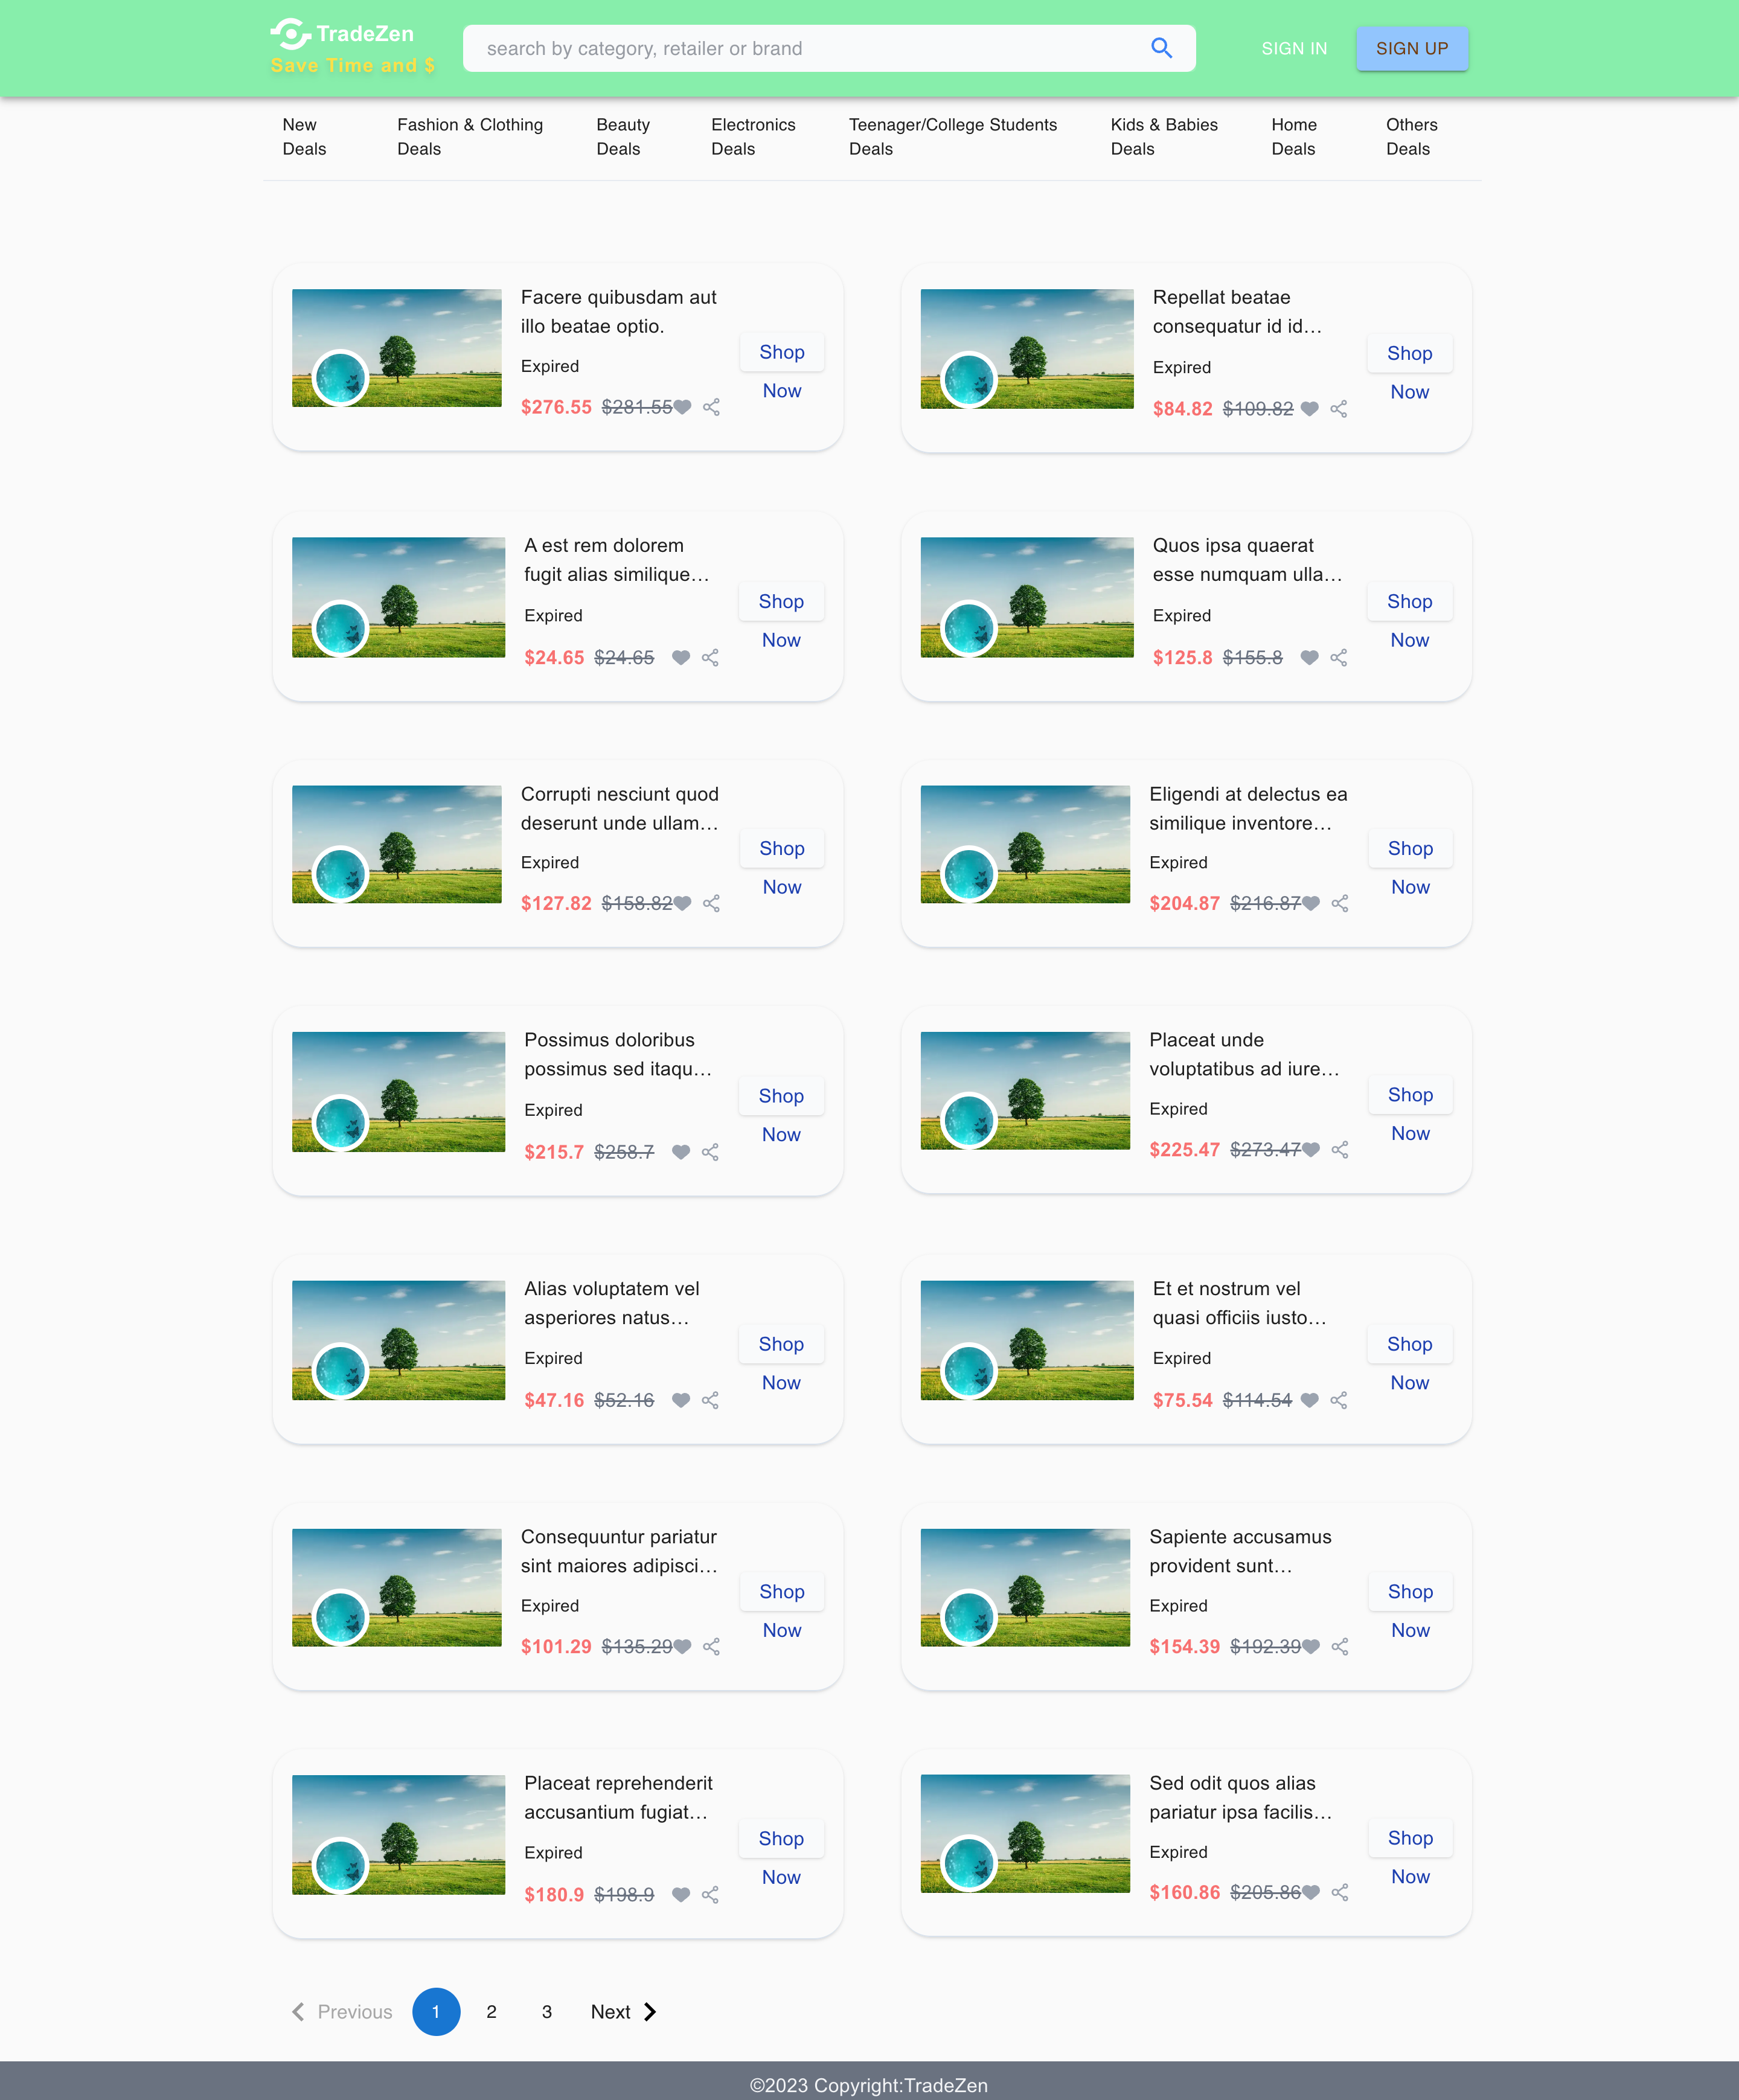 TradeZen
Save Time and $
search by category, retailer or brand
SIGN IN
SIGN UP
New
Deals
Fashion & Clothing
Deals
Beauty
Deals
Electronics
Deals
Teenager/College Students
Deals
Kids & Babies
Deals
Home
Deals
Others
Deals
Facere quibusdam aut
illo beatae optio.
Expired
$276.55 $281.55
Shop
Now
Repellat beatae
consequatur id id...
Expired
$84.82 $109.82
Shop
Now
A est rem dolorem
fugit alias similique...
Expired
$24.65 $24.65
Shop
Now
Quos ipsa quaerat
esse numquam ulla...
Expired
$125.8 $155.8
Shop
Now
Corrupti nesciunt quod
deserunt unde ullam...
Expired
$127.82 $158.82
Shop
Now
Eligendi at delectus ea
similique inventore...
Expired
$204.87 $216.87
Shop
Now
Possimus doloribus
possimus sed itaqu...
Expired
$215.7 $258.7
Shop
Now
Placeat unde
voluptatibus ad iure...
Expired
$225.47 $273.47
Shop
Now
Alias voluptatem vel
asperiores natus...
Expired
$47.16 $52.16
Shop
Now
Et et nostrum vel
quasi officiis iusto...
Expired
$75.54 $114.54
Shop
Now
Consequuntur pariatur
sint maiores adipisci...
Expired
$101.29 $135.29
Shop
Now
Sapiente accusamus
provident sunt...
Expired
$154.39 $192.39
Shop
Now
Placeat reprehenderit
accusantium fugiat...
Expired
$180.9 $198.9
Shop
Now
Sed odit quos alias
pariatur ipsa facilis...
Expired
$160.86 $205.86
Shop
Now
Previous 1 2 3 Next
©2023 Copyright:TradeZen